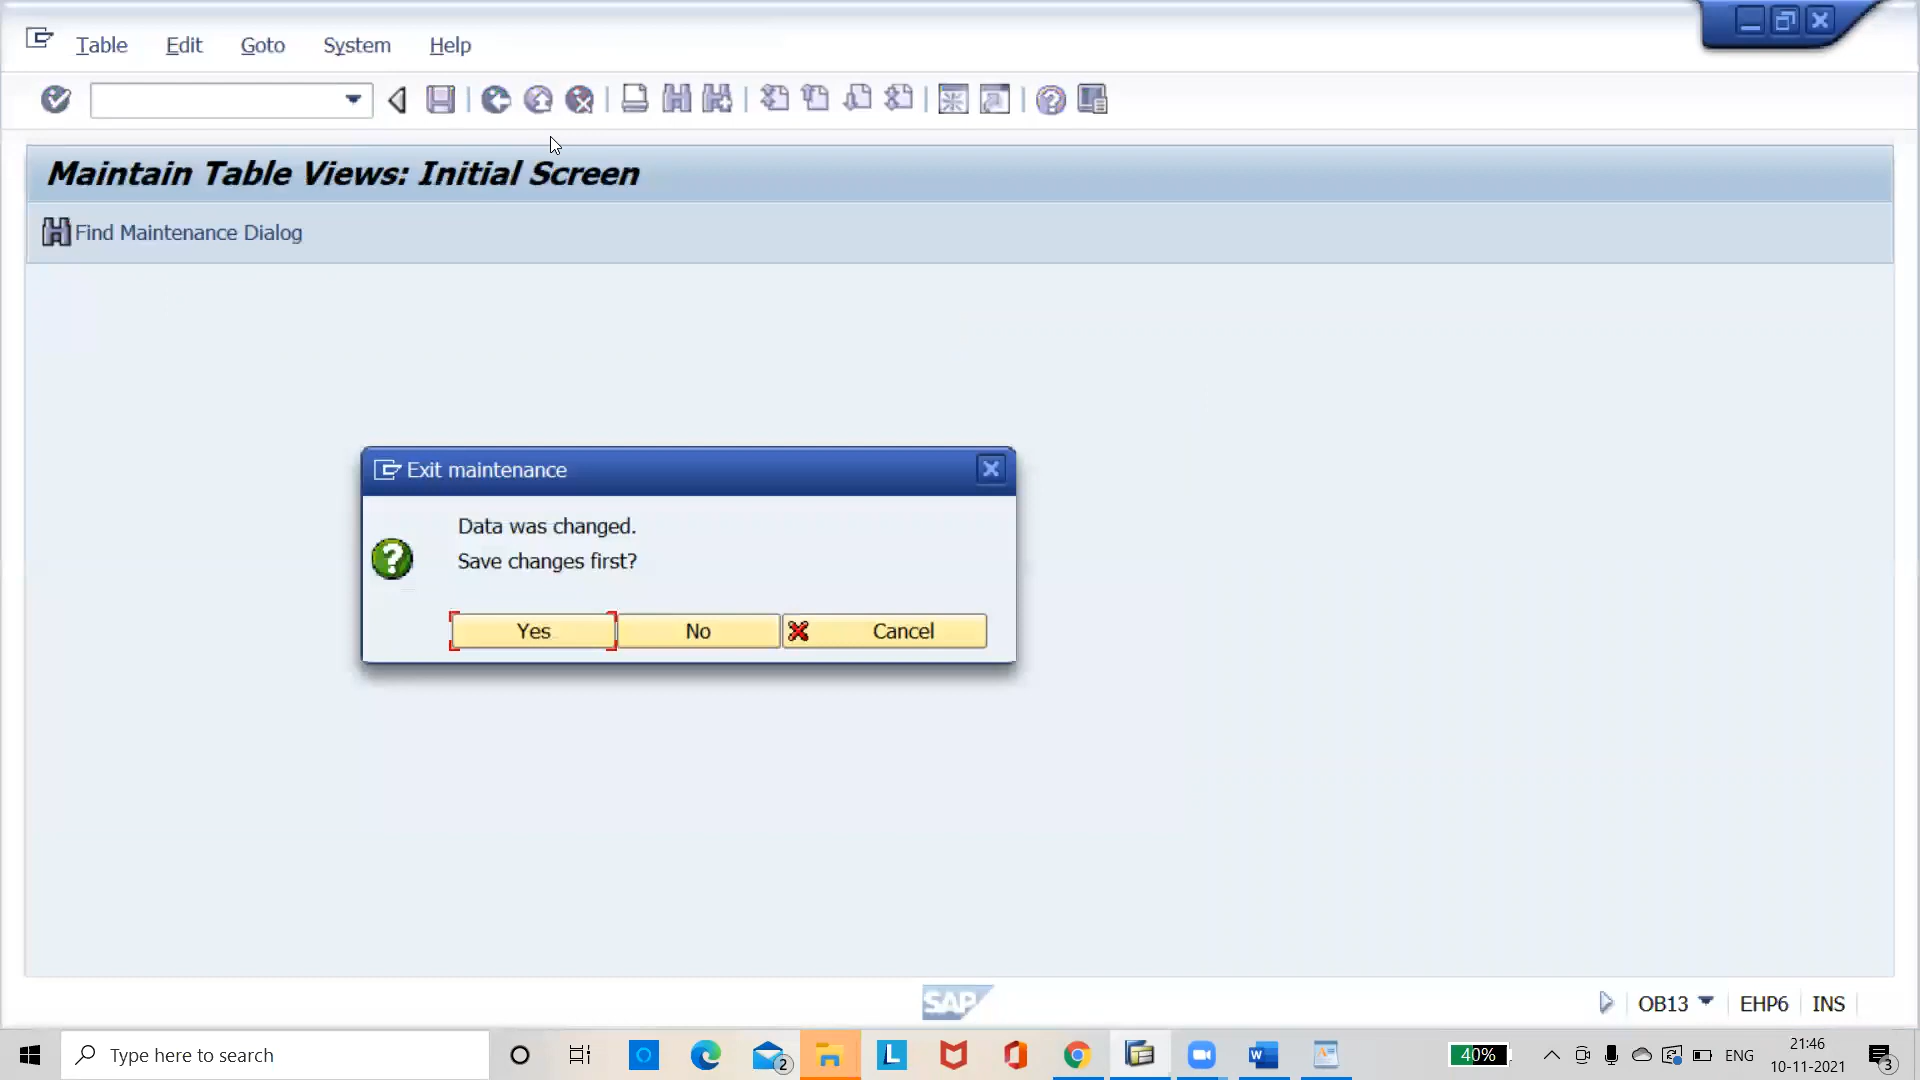 Table Edit Goto System Help
Maintain Table Views: Initial Screen
Find Maintenance Dialog
Exit maintenance
Data was changed.
Save changes first?
Yes No Cancel
SAP
OB13 EHP6 INS
Type here to search
2
L
40%
ENG
21:46
10-11-2021
3